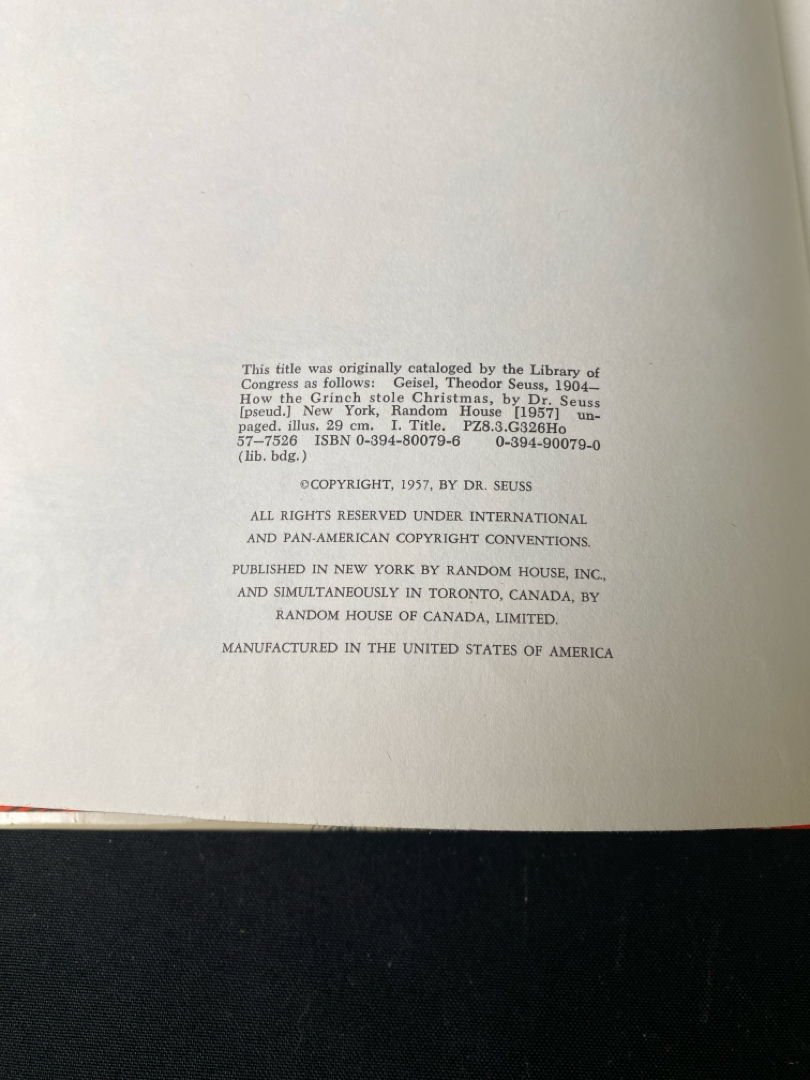 This title was originally cataloged by the Library of
Congress as follows: Geisel, Theodor Seuss, 1904—
How the Grinch stole Christmas, by Dr. Seuss
[pseud.] New York, Random House [1957] un-
paged. illus. 29 cm. I. Title. PZ8.3.G326Ho
57—7526 ISBN 0-394-80079-6 0-394-90079-0
(lib. bdg.)
©COPYRIGHT, 1957, BY DR. SEUSS
ALL RIGHTS RESERVED UNDER INTERNATIONAL
AND PAN-AMERICAN COPYRIGHT CONVENTIONS.
PUBLISHED IN NEW YORK BY RANDOM HOUSE, INC.,
AND SIMULTANEOUSLY IN TORONTO, CANADA, BY
RANDOM HOUSE OF CANADA, LIMITED.
MANUFACTURED IN THE UNITED STATES OF AMERICA